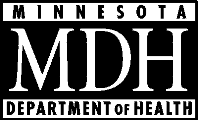 MINNESOTA
MDH
DEPARTMENT OF HEALTH